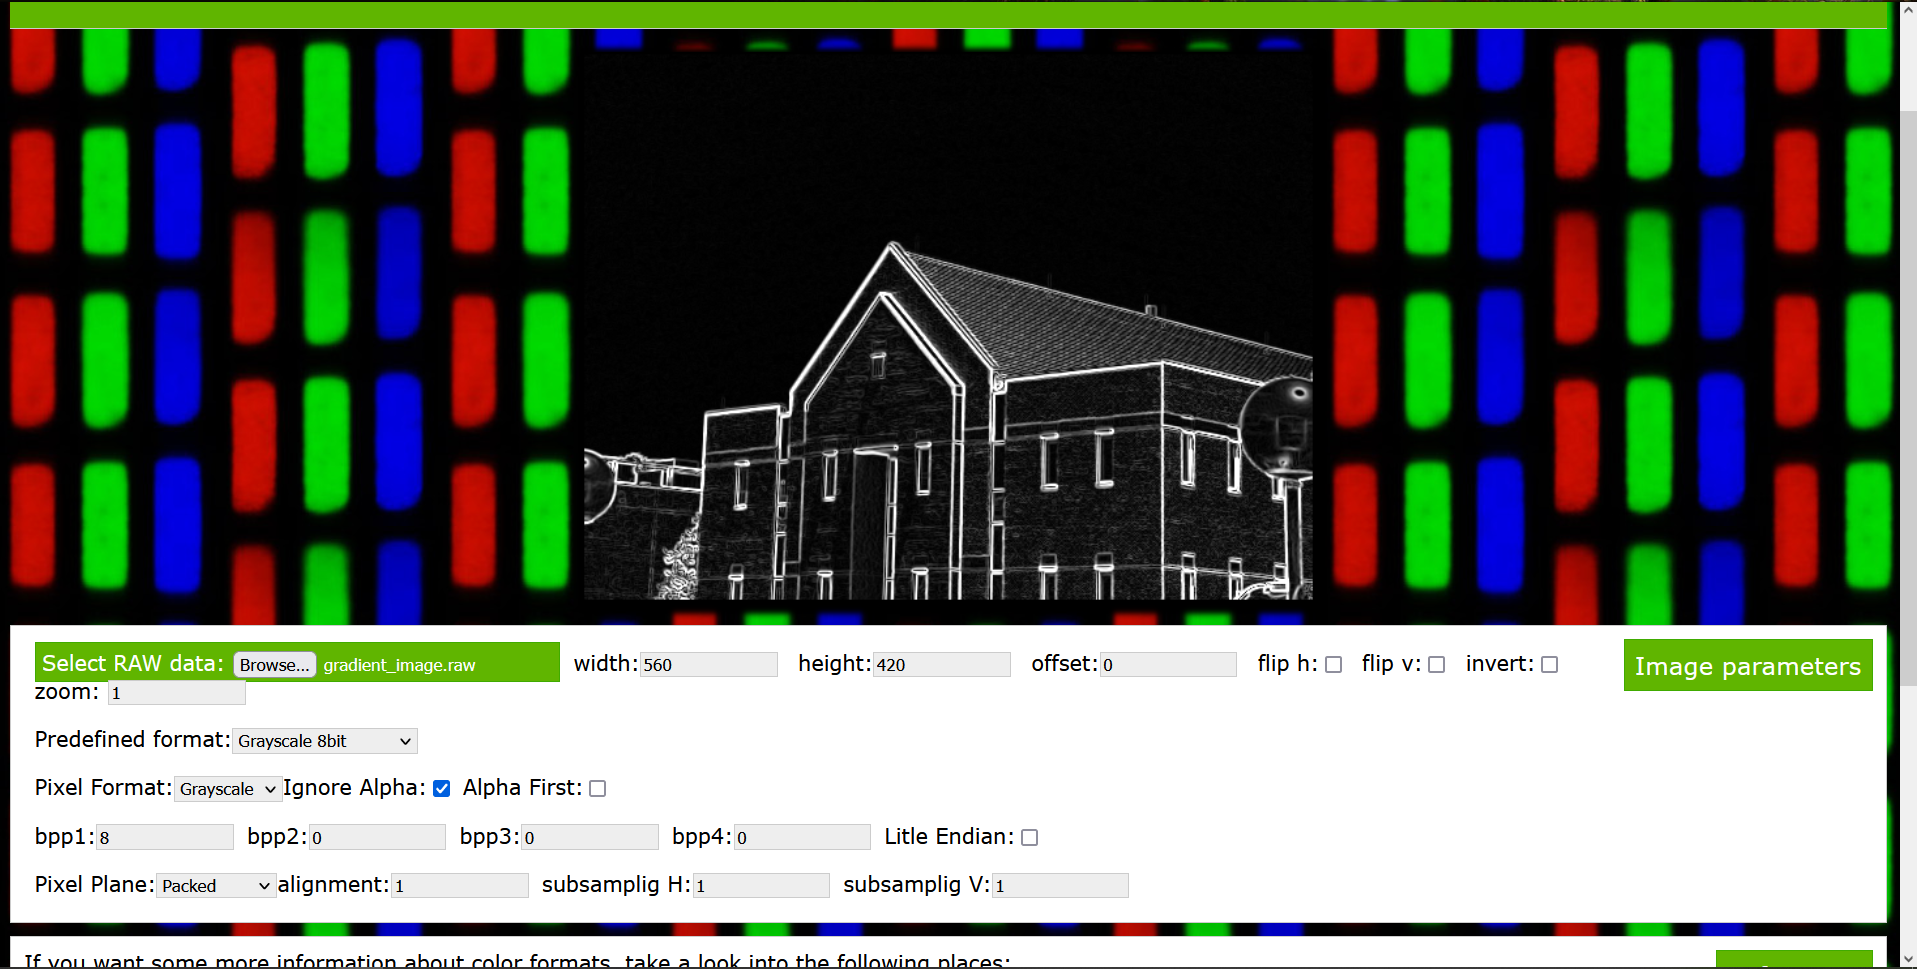 Select RAW data: Browse... gradient_image.raw width: 560 height: 420 offset: 0 flip h: flip v: invert: Image parameters
zoom: 1
Predefined format: Grayscale 8bit
Pixel Format: Grayscale Ignore Alpha: Alpha First:
bpp1: 8 bpp2: 0 bpp3: 0 bpp4: 0 Litle Endian:
Pixel Plane: Packed alignment: 1 subsamplig H: 1 subsamplig V: 1
If you want some more information about color formats, take a look into the following places: